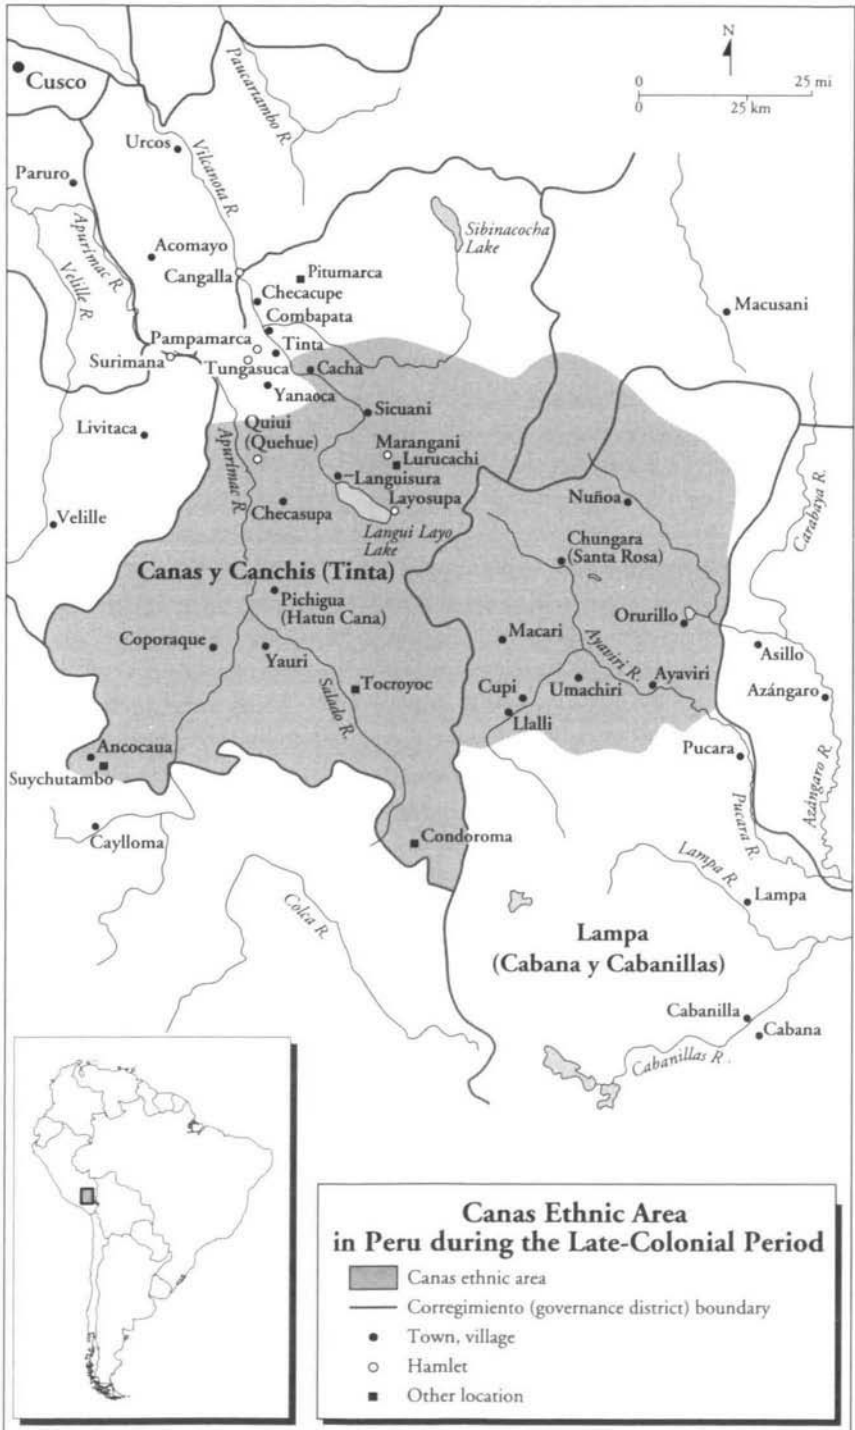 N
0 25 mi
0 25 km
Cusco
Paucartambo R.
Urcos
Vilcanota R.
Paruro
Apurímac R.
Velille R.
Acomayo
Sibinacocha
Lake
Cangalla
Pitumarca
Checacupe
Macusani
Combapata
Pampamarca
Tinta
Surimana
Tungasuca
Cacha
Yanaoca
Sicuani
Livitaca
Quiui
(Quehue)
Apurímac R.
Marangani
Lurucachi
Languisura
Layosupa
Nuñoa
Carabaya R.
Checasupa
Velille
Langui Layo
Lake
Chungara
(Santa Rosa)
Canas y Canchis (Tinta)
Pichigua
(Hatun Cana)
Orurillo
Coporaque
Yauri
Macari
Ayaviri R.
Asillo
Salado R.
Tocroyoc
Cupi
Umachiri
Ayaviri
Azángaro
Llalli
Ancocaua
Pucara
Suychutambo
Azángaro R.
Caylloma
Condoroma
Pucara R.
Lampa R.
Colca R.
Lampa
Lampa
(Cabana y Cabanillas)
Cabanilla
Cabana
Cabanillas R.
Canas Ethnic Area
in Peru during the Late-Colonial Period
Canas ethnic area
Corregimiento (governance district) boundary
Town, village
Hamlet
Other location